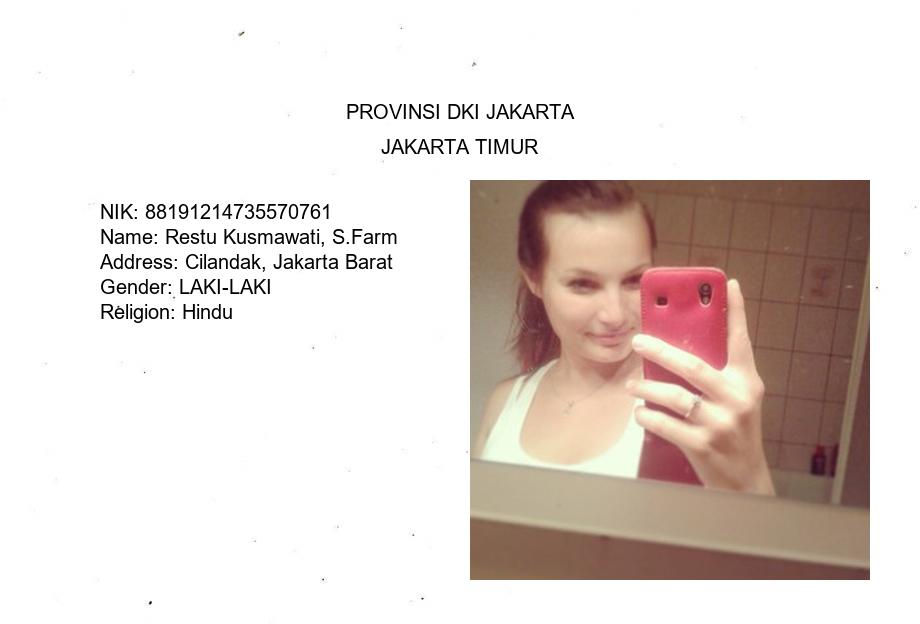 PROVINSI DKI JAKARTA
JAKARTA TIMUR
NIK: 88191214735570761
Name: Restu Kusmawati, S.Farm
Address: Cilandak, Jakarta Barat
Gender: LAKI-LAKI
Religion: Hindu